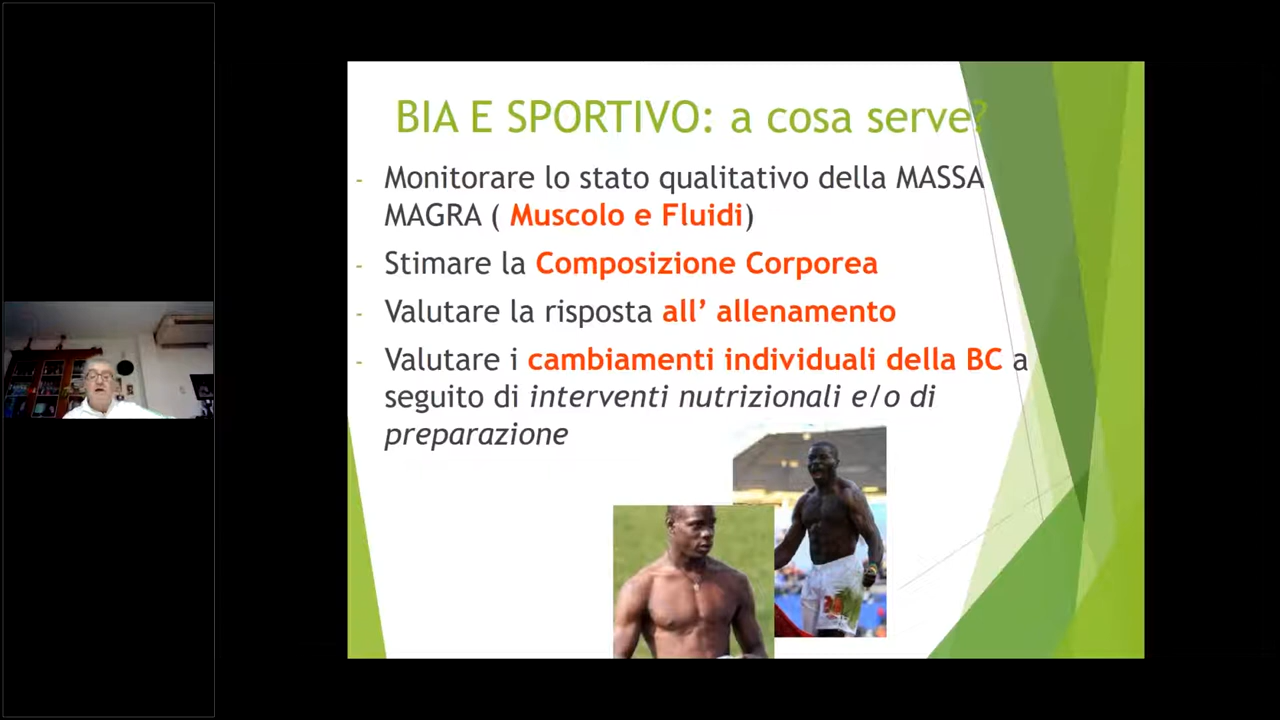 BIA E SPORTIVO: a cosa serve?
- Monitorare lo stato qualitativo della MASSA
MAGRA ( Muscolo e Fluidi)
- Stimare la Composizione Corporea
- Valutare la risposta all’ allenamento
- Valutare i cambiamenti individuali della BC a
seguito di interventi nutrizionali e/o di
preparazione